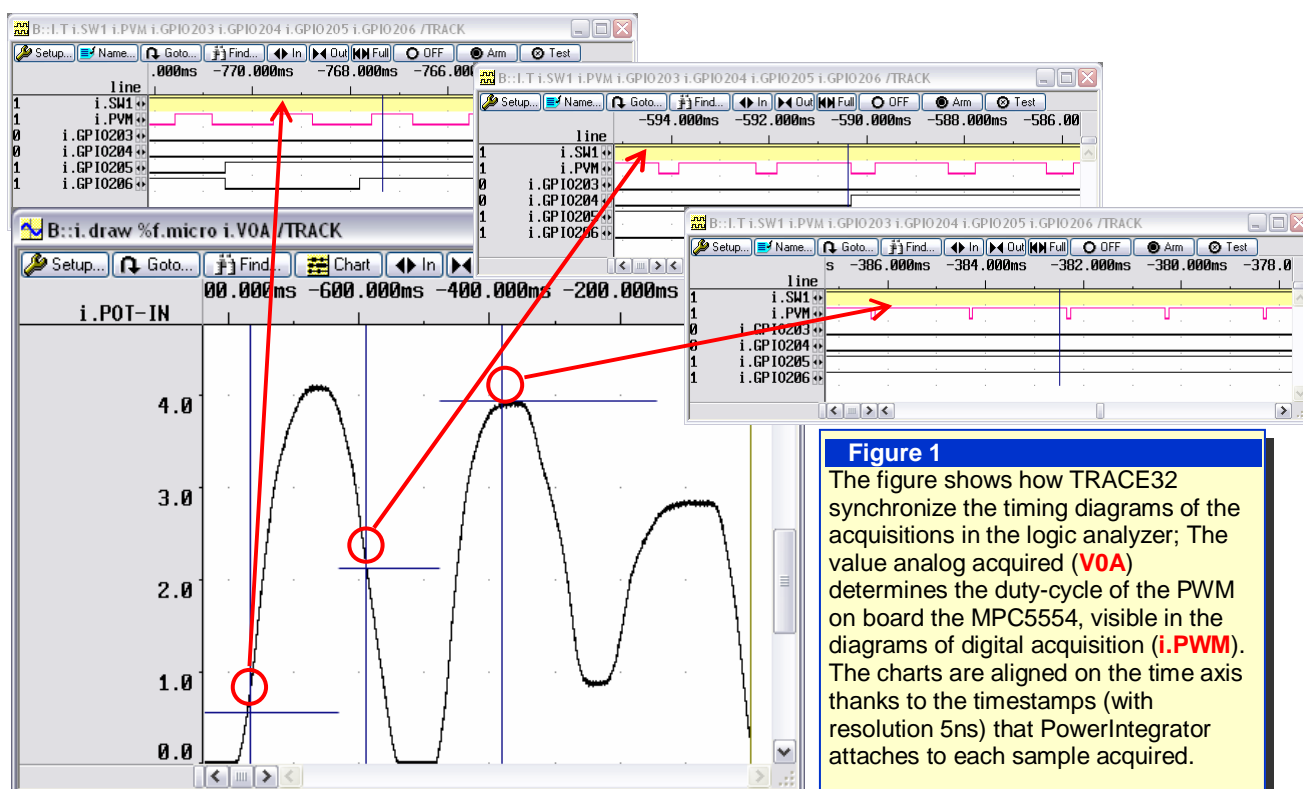 B::I.T i.SW1 i.PVM i.GPIO203 i.GPIO204 i.GPIO205 i.GPIO206 /TRACK
Setup... Name... Goto... Find... In Out Full OFF Arm Test
.000ms -770.000ms -768.000ms -766.00
line
1 i.SW1
1 i.PVM
0 i.GPIO203
0 i.GPIO204
1 i.GPIO205
1 i.GPIO206
B::I.T i.SW1 i.PVM i.GPIO203 i.GPIO204 i.GPIO205 i.GPIO206 /TRACK
Setup... Name... Goto... Find... In Out Full OFF Arm Test
-594.000ms -592.000ms -590.000ms -588.000ms -586.00
line
1 i.SW1
1 i.PVM
0 i.GPIO203
0 i.GPIO204
1 i.GPIO205
1 i.GPIO206
B::I.T i.SW1 i.PVM i.GPIO203 i.GPIO204 i.GPIO205 i.GPIO206 /TRACK
Setup... Name... Goto... Find... In Out Full OFF Arm Test
s -386.000ms -384.000ms -382.000ms -380.000ms -378.0
line
1 i.SW1
1 i.PVM
0 i.GPIO203
0 i.GPIO204
1 i.GPIO205
1 i.GPIO206
B::i.draw %f.micro i.V0A /TRACK
Setup... Goto... Find... Chart In
00.000ms -600.000ms -400.000ms -200.000ms
i.POT-IN
4.0
3.0
2.0
1.0
0.0
Figure 1
The figure shows how TRACE32
synchronize the timing diagrams of the
acquisitions in the logic analyzer; The
value analog acquired (V0A)
determines the duty-cycle of the PWM
on board the MPC5554, visible in the
diagrams of digital acquisition (i.PWM).
The charts are aligned on the time axis
thanks to the timestamps (with
resolution 5ns) that PowerIntegrator
attaches to each sample acquired.